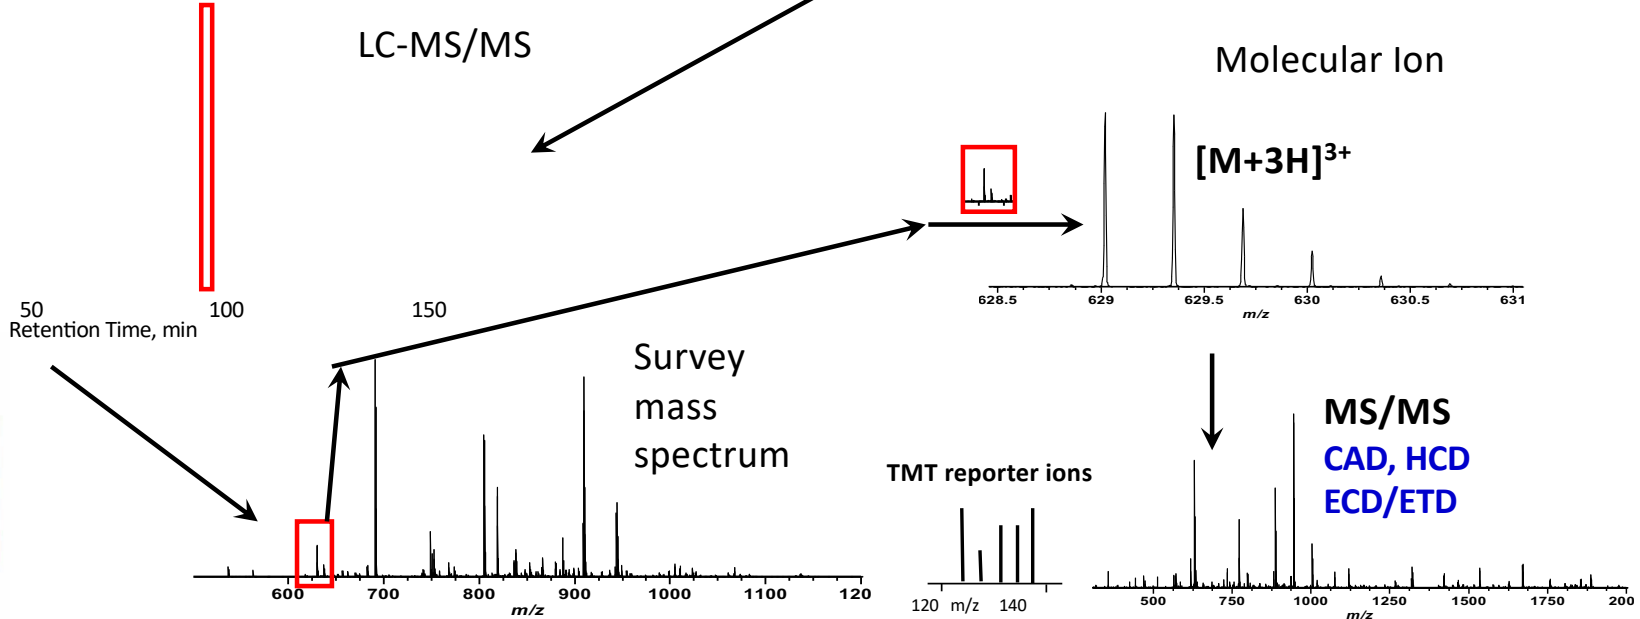 LC-MS/MS
Molecular Ion
[M+3H]3+
628.5 629 629.5 630 630.5 631
m/z
50 100 150
Retention Time, min
Survey
mass
spectrum
600 700 800 900 1000 1100 120
m/z
TMT reporter ions
120 m/z 140
MS/MS
CAD, HCD
ECD/ETD
500 750 1000 1250 1500 1750 200
m/z